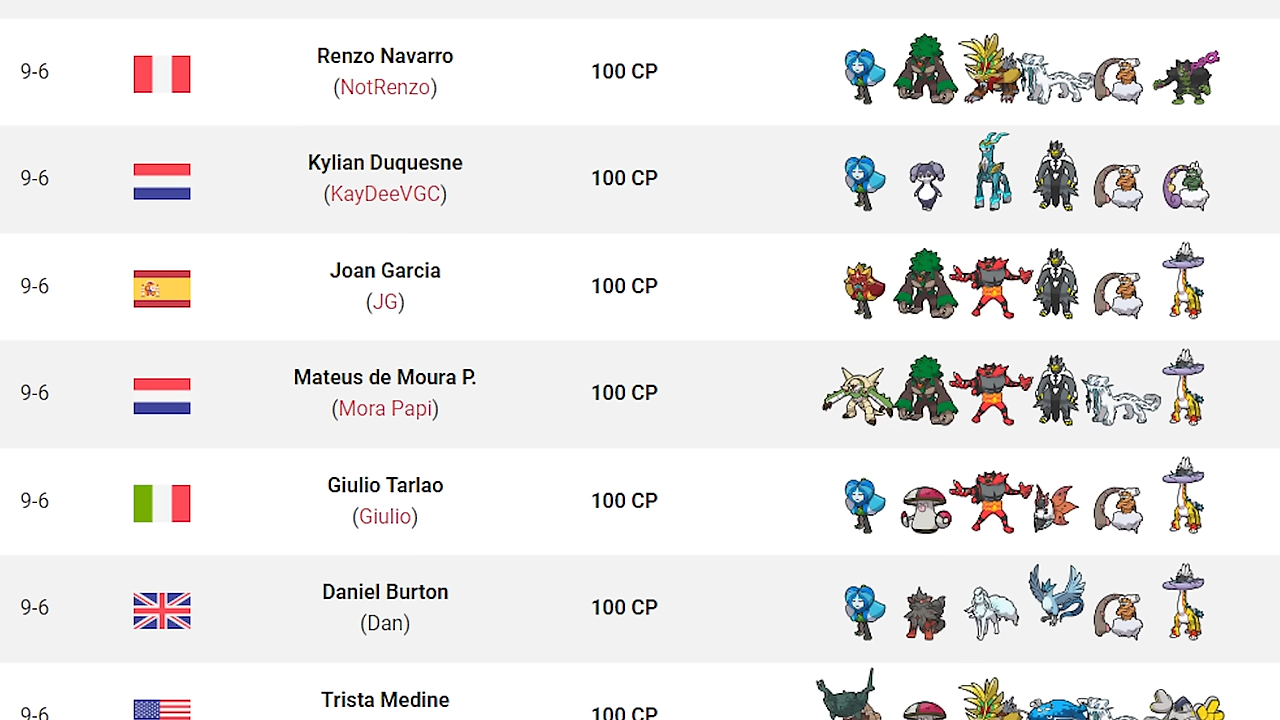 9-6 Renzo Navarro 100 CP
(NotRenzo)
9-6 Kylian Duquesne 100 CP
(KayDeeVGC)
9-6 Joan Garcia 100 CP
(JG)
9-6 Mateus de Moura P. 100 CP
(Mora Papi)
9-6 Giulio Tarlao 100 CP
(Giulio)
9-6 Daniel Burton 100 CP
(Dan)
9-6 Trista Medine 100 CP